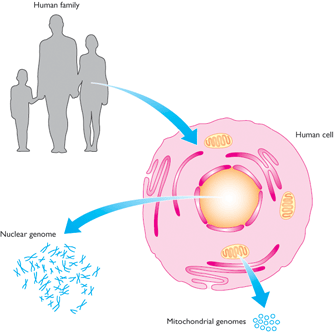 Human family
Human cell
Nuclear genome
Mitochondrial genomes